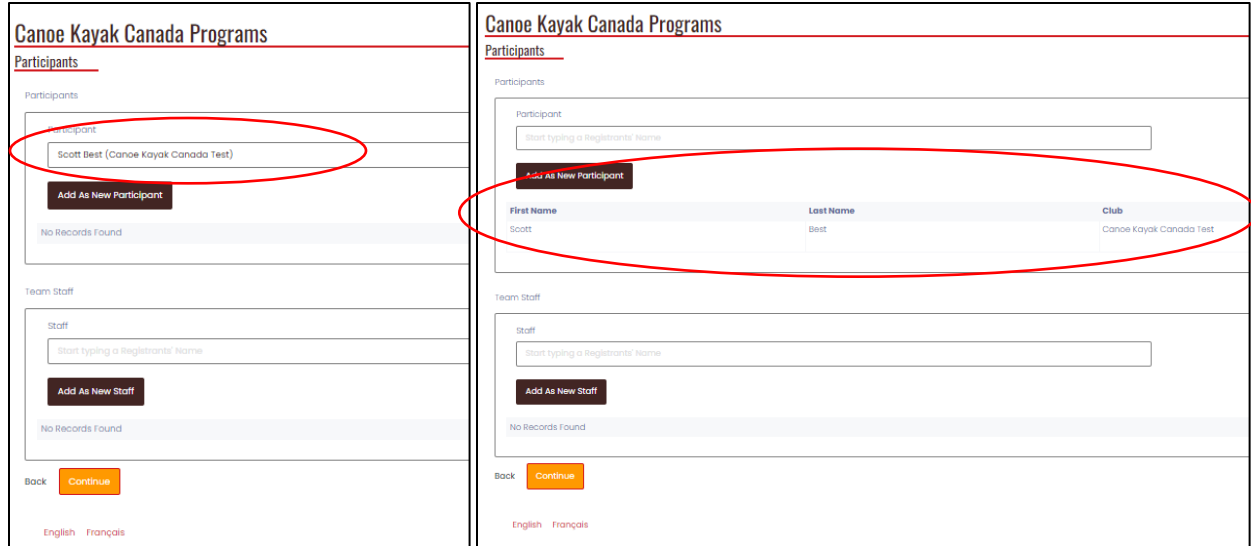 Canoe Kayak Canada Programs
Participants
Participants
Participant
Scott Best (Canoe Kayak Canada Test)
Add As New Participant
No Records Found
Team Staff
Staff
Start typing a Registrants' Name
Add As New Staff
No Records Found
Back Continue
English Français
Canoe Kayak Canada Programs
Participants
Participants
Participant
Start typing a Registrants' Name
Add As New Participant
First Name Last Name Club
Scott Best Canoe Kayak Canada Test
Team Staff
Staff
Start typing a Registrants' Name
Add As New Staff
No Records Found
Back Continue
English Français